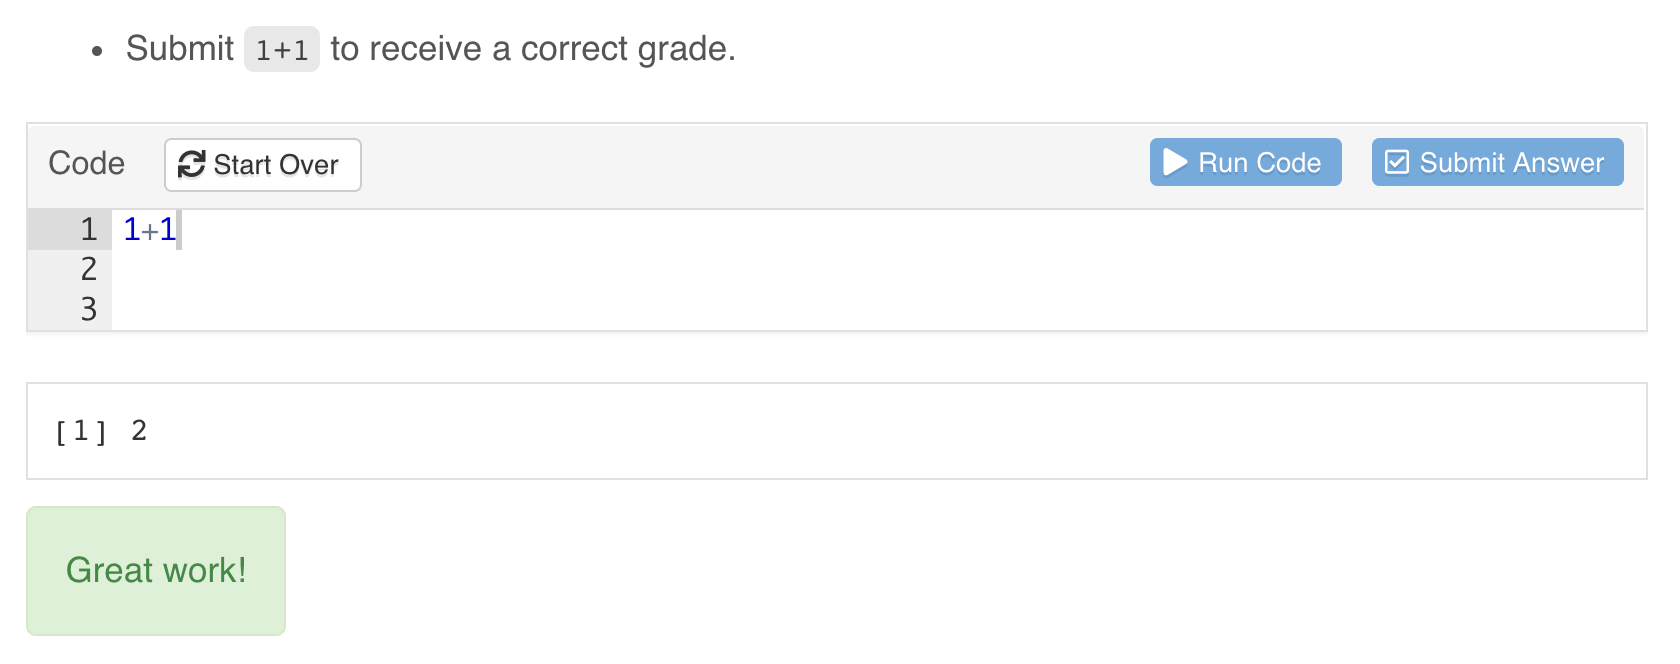 • Submit 1+1 to receive a correct grade.
Code Start Over Run Code Submit Answer
1 1+1
2
3
[1] 2
Great work!